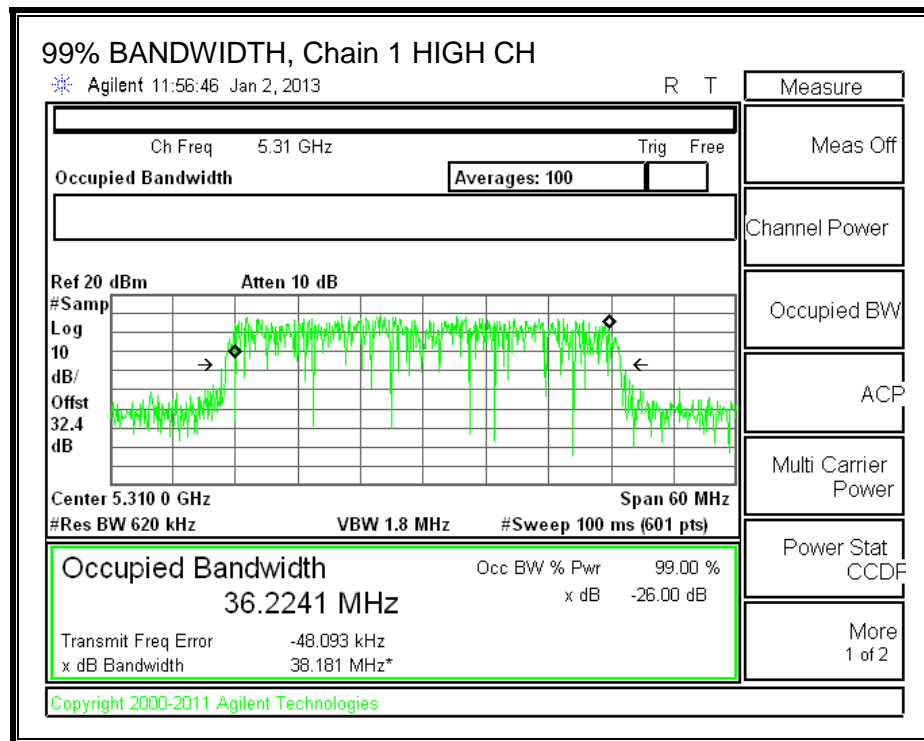 99% BANDWIDTH, Chain 1 HIGH CH
Agilent 11:56:46 Jan 2, 2013 R T
Measure
Ch Freq 5.31 GHz Trig Free
Meas Off
Occupied Bandwidth Averages: 100
Channel Power
Ref 20 dBm Atten 10 dB
#Samp
Log
10
dB/
Offst
32.4
dB
Occupied BW
ACP
Multi Carrier
Power
Center 5.310 0 GHz Span 60 MHz
#Res BW 620 kHz VBW 1.8 MHz #Sweep 100 ms (601 pts)
Power Stat
CCDF
Occupied Bandwidth Occ BW % Pwr 99.00 %
36.2241 MHz x dB -26.00 dB
Transmit Freq Error -48.093 kHz
x dB Bandwidth 38.181 MHz*
More
1 of 2
Copyright 2000-2011 Agilent Technologies